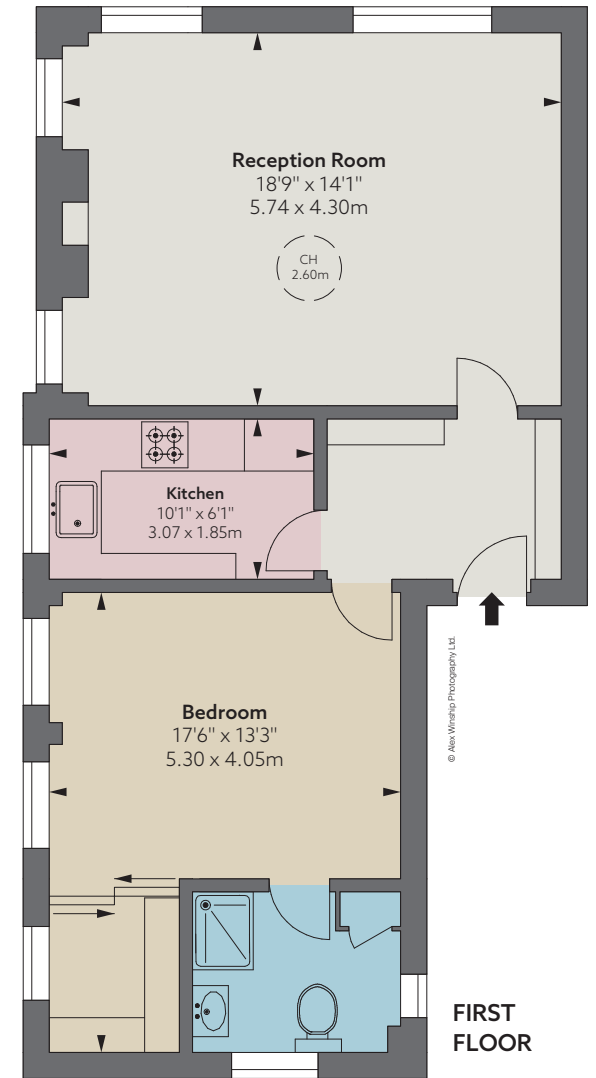 Reception Room
18'9" x 14'1"
5.74 x 4.30m
CH
2.60m
Kitchen
10'1" x 6'1"
3.07 x 1.85m
Bedroom
17'6" x 13'3"
5.30 x 4.05m
© Alex Winship Photography Ltd.
FIRST
FLOOR